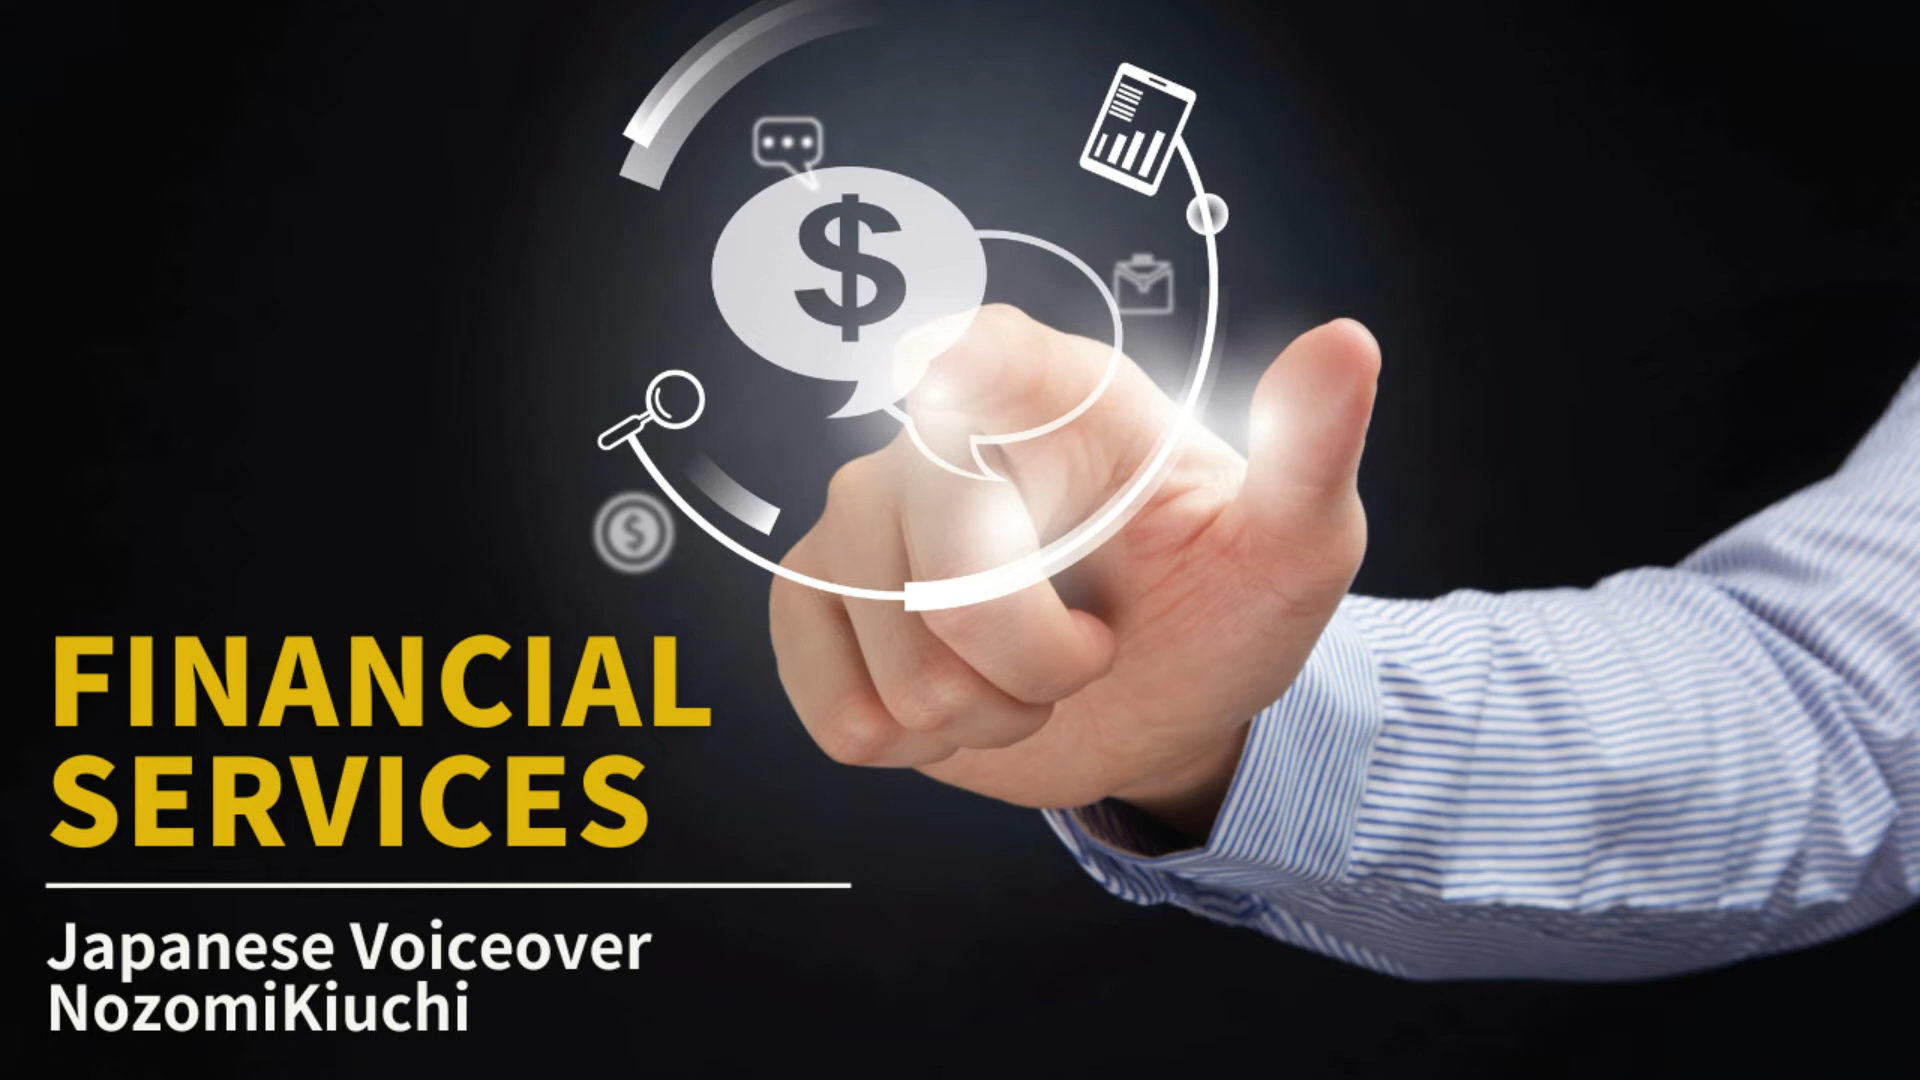 $
$
FINANCIAL
SERVICES
Japanese Voiceover
NozomiKiuchi